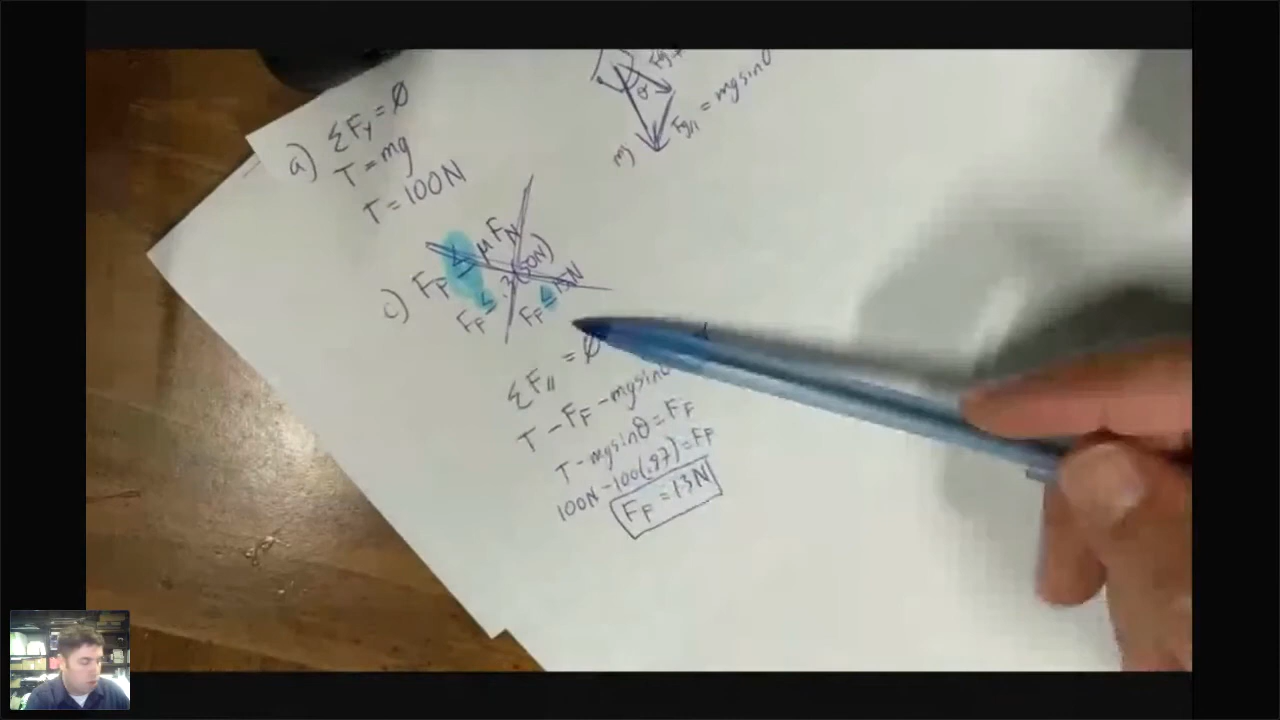 a) ΣFy = Ø
T = mg
T = 100N
θ
Fg// = mg sinθ
c) FF ≤ μFN
FF ≤ .3(50N)
FF ≤ 15N
ΣF// = Ø
T - FF - mg sinθ
T - mg sinθ = FF
100N - 100(.87) = FF
FF = 13N